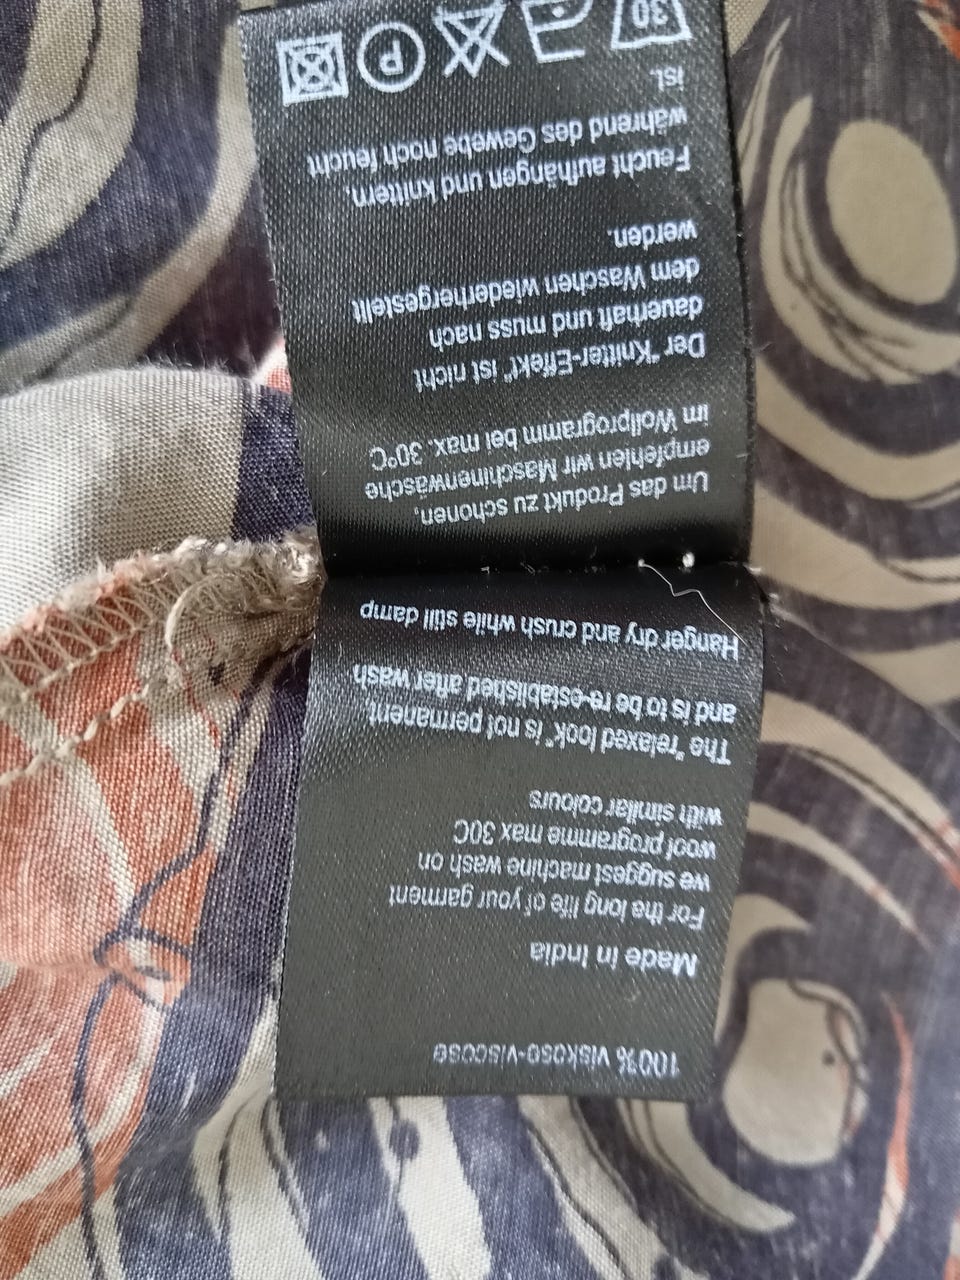 100% viskose-viscose
Made in India
For the long life of your garment
we suggest machine wash on
wool programme max 30C
with similar colours
The "relaxed look" is not permanent,
and is to be re-established after wash
Hanger dry and crush while still damp
Um das Produkt zu schonen,
empfehlen wir Maschinenwäsche
im Wollprogramm bei max. 30°C
Der "Knitter-Effekt" ist nicht
dauerhaft und muss nach
dem Waschen wiederhergestellt
werden.
Feucht aufhängen und knittern,
während des Gewebe noch feucht
ist.
30 P